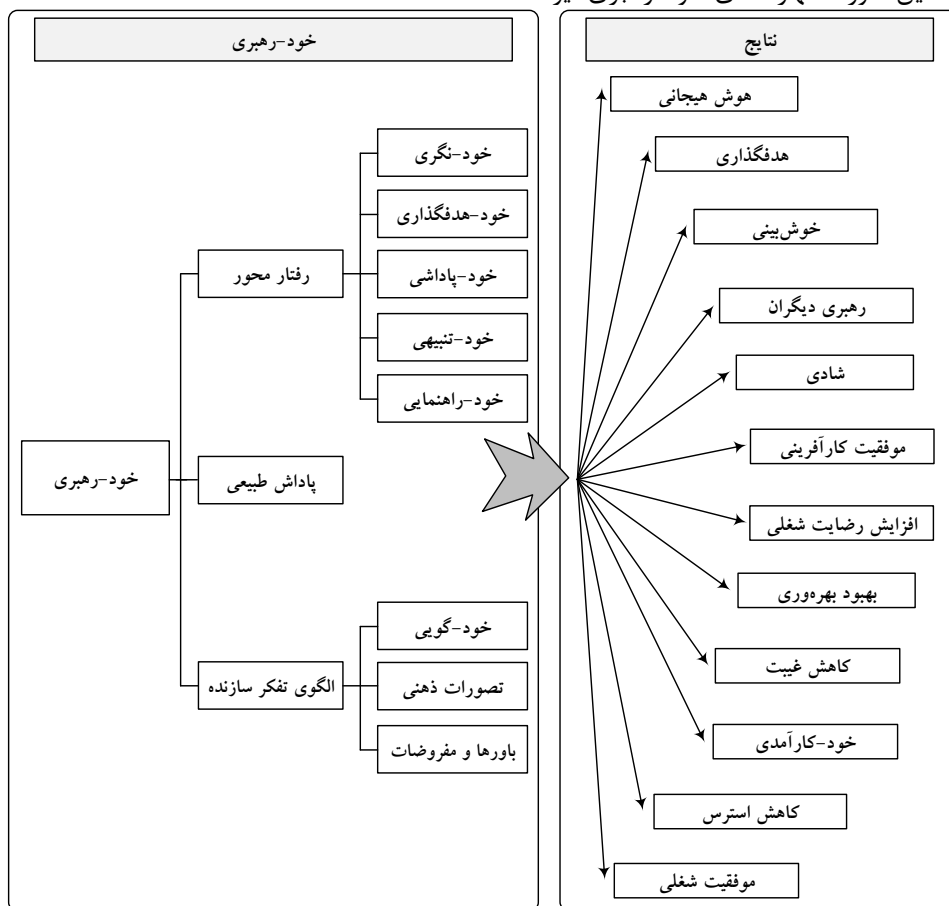 خود-رهبری
نتایج
خود-رهبری
رفتار محور
خود-نگری
خود-هدفگذاری
خود-پاداشی
خود-تنبیهی
خود-راهنمایی
پاداش طبیعی
الگوی تفکر سازنده
خود-گویی
تصورات ذهنی
باورها و مفروضات
هوش هیجانی
هدفگذاری
خوش‌بینی
رهبری دیگران
شادی
موفقیت کارآفرینی
افزایش رضایت شغلی
بهبود بهره‌وری
کاهش غیبت
خود-کارآمدی
کاهش استرس
موفقیت شغلی